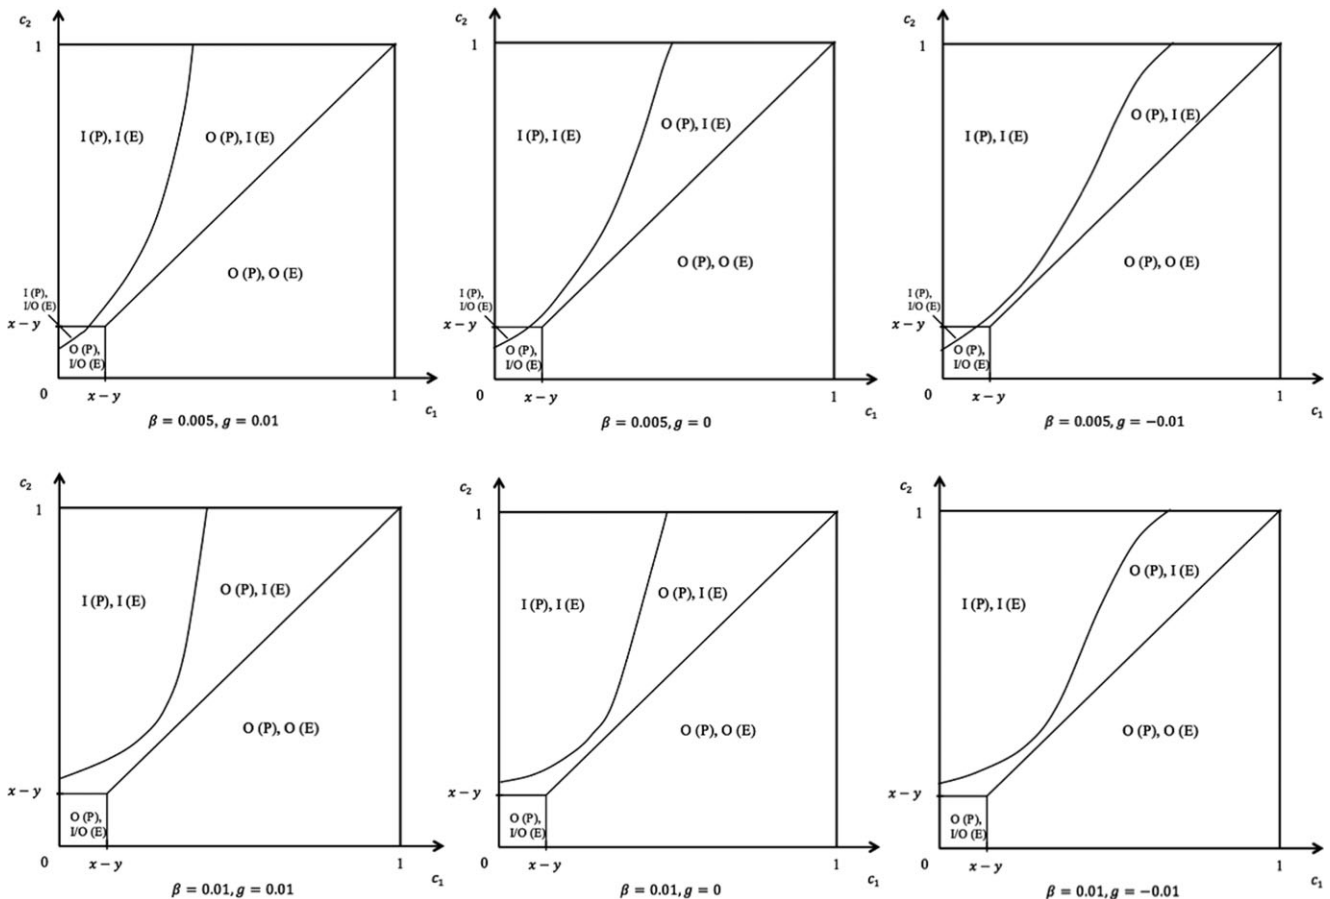 c₂
1
I (P), I (E)
O (P), I (E)
O (P), O (E)
I (P),
I/O (E)
x − y
O (P),
I/O (E)
0
x − y
1
c₁
β = 0.005, g = 0.01
c₂
1
I (P), I (E)
O (P), I (E)
O (P), O (E)
I (P),
I/O (E)
x − y
O (P),
I/O (E)
0
x − y
1
c₁
β = 0.005, g = 0
c₂
1
I (P), I (E)
O (P), I (E)
O (P), O (E)
I (P),
I/O (E)
x − y
O (P),
I/O (E)
0
x − y
1
c₁
β = 0.005, g = −0.01
c₂
1
I (P), I (E)
O (P), I (E)
O (P), O (E)
x − y
O (P),
I/O (E)
0
x − y
1
c₁
β = 0.01, g = 0.01
c₂
1
I (P), I (E)
O (P), I (E)
O (P), O (E)
x − y
O (P),
I/O (E)
0
x − y
1
c₁
β = 0.01, g = 0
c₂
1
I (P), I (E)
O (P), I (E)
O (P), O (E)
x − y
O (P),
I/O (E)
0
x − y
1
c₁
β = 0.01, g = −0.01